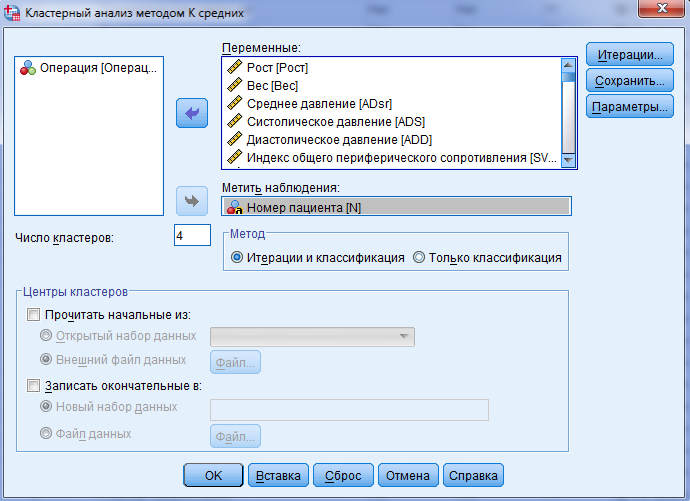 Кластерный анализ методом К средних
Операция [Операц...
Переменные:
Рост [Рост]
Вес [Вес]
Среднее давление [ADsr]
Систолическое давление [ADS]
Диастолическое давление [ADD]
Индекс общего периферического сопротивления [SV...
Итерации...
Сохранить...
Параметры...
Метить наблюдения:
Номер пациента [N]
Число кластеров:
4
Метод
Итерации и классификация
Только классификация
Центры кластеров
Прочитать начальные из:
Открытый набор данных
Внешний файл данных
Файл...
Записать окончательные в:
Новый набор данных
Файл данных
Файл...
OK
Вставка
Сброс
Отмена
Справка